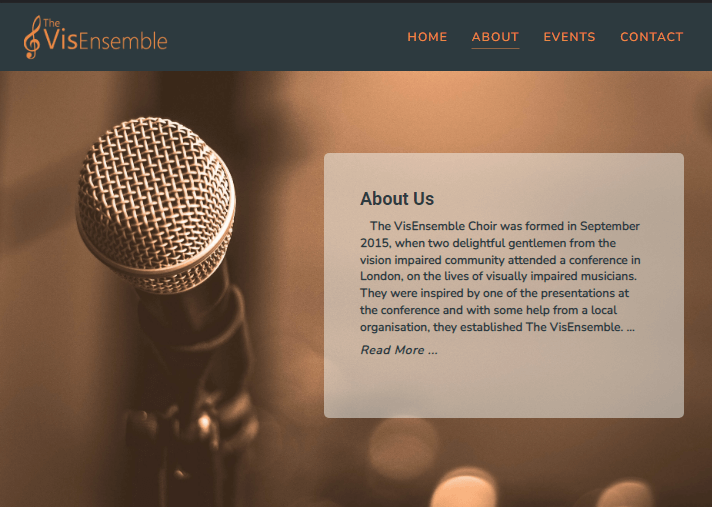 The
VisEnsemble
HOME ABOUT EVENTS CONTACT
About Us
The VisEnsemble Choir was formed in September
2015, when two delightful gentlemen from the
vision impaired community attended a conference in
London, on the lives of visually impaired musicians.
They were inspired by one of the presentations at
the conference and with some help from a local
organisation, they established The VisEnsemble. ...
Read More ...